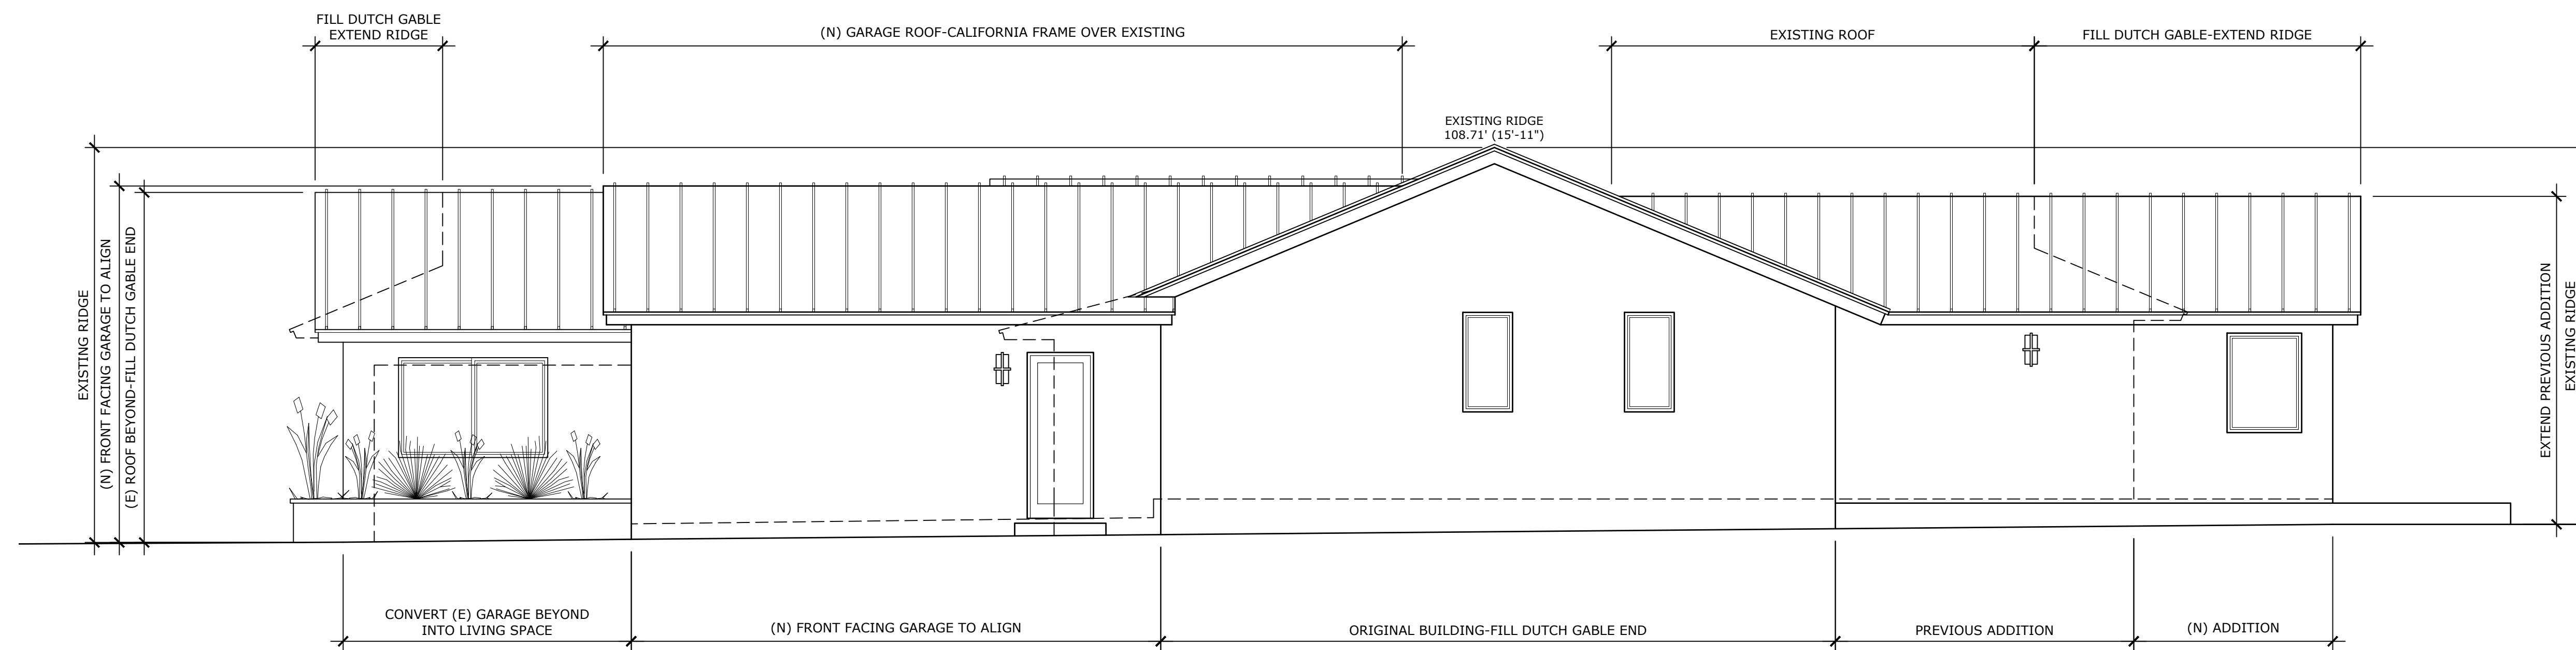 FILL DUTCH GABLE
EXTEND RIDGE
(N) GARAGE ROOF-CALIFORNIA FRAME OVER EXISTING
EXISTING ROOF
FILL DUTCH GABLE-EXTEND RIDGE
EXISTING RIDGE
108.71' (15'-11")
EXISTING RIDGE
(N) FRONT FACING GARAGE TO ALIGN
(E) ROOF BEYOND-FILL DUTCH GABLE END
EXTEND PREVIOUS ADDITION
EXISTING RIDGE
CONVERT (E) GARAGE BEYOND
INTO LIVING SPACE
(N) FRONT FACING GARAGE TO ALIGN
ORIGINAL BUILDING-FILL DUTCH GABLE END
PREVIOUS ADDITION
(N) ADDITION